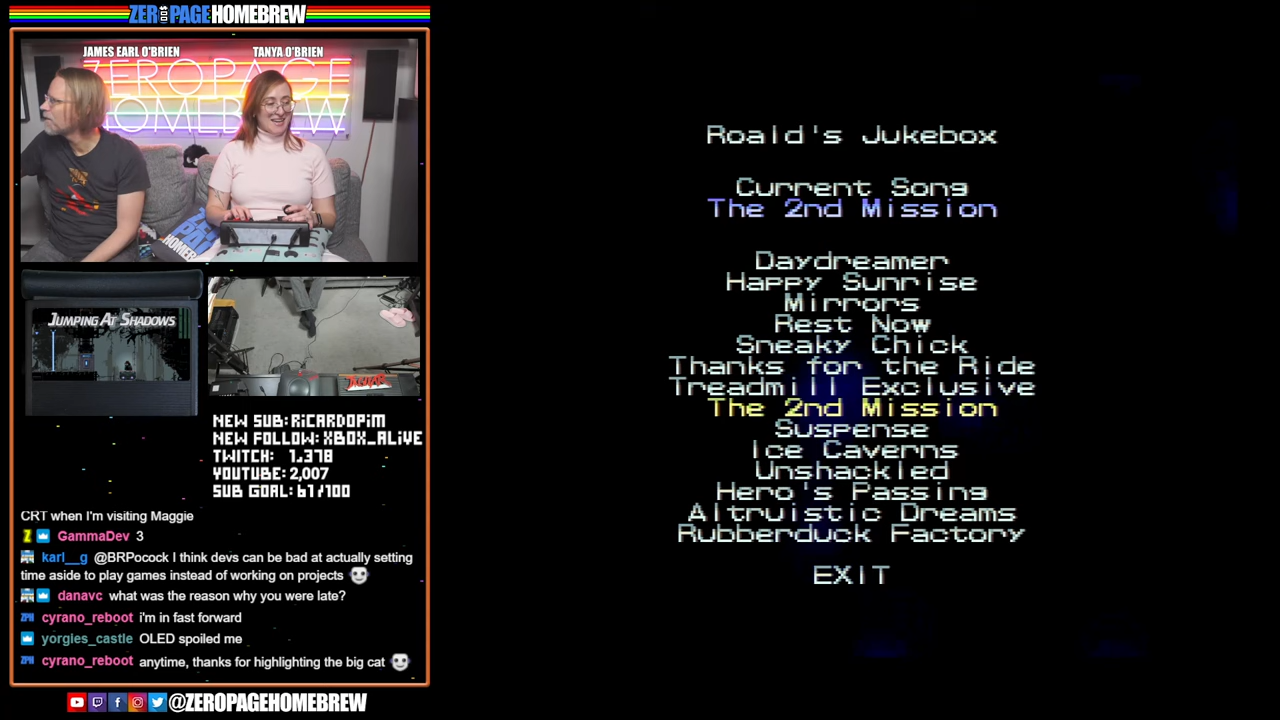 ZEROPAGE HOMEBREW
JAMES EARL O'BRIEN
TANYA O'BRIEN
ZEROPAGE
HOMEBREW
JUMPING AT SHADOWS
NEW SUB: RICARDOPIM
NEW FOLLOW: XBOX_ALIVE
TWITCH: 1,378
YOUTUBE: 2,007
SUB GOAL: 67/100
CRT when I'm visiting Maggie
GammaDev 3
karl__g @BRPocock I think devs can be bad at actually setting
time aside to play games instead of working on projects
danavc what was the reason why you were late?
cyrano_reboot i'm in fast forward
yorgies_castle OLED spoiled me
cyrano_reboot anytime, thanks for highlighting the big cat
@ZEROPAGEHOMEBREW
Roald's Jukebox
Current Song
The 2nd Mission
Daydreamer
Happy Sunrise
Mirrors
Rest Now
Sneaky Chick
Thanks for the Ride
Treadmill Exclusive
The 2nd Mission
Suspense
Ice Caverns
Unshackled
Hero's Passing
Altruistic Dreams
Rubberduck Factory
EXIT